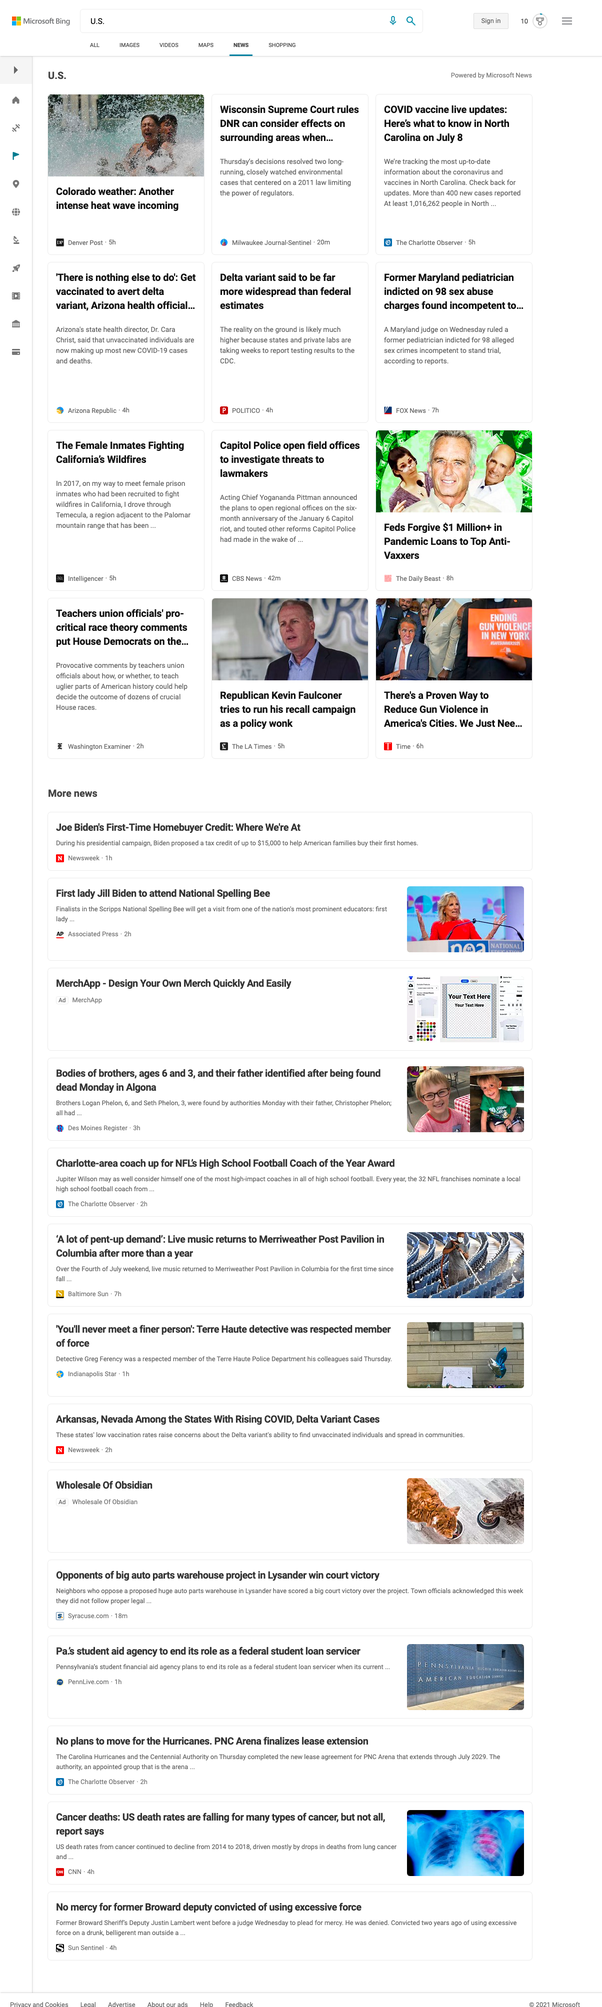 Microsoft Bing
U.S.
Sign in
10
ALL
IMAGES
VIDEOS
MAPS
NEWS
SHOPPING
U.S.
Powered by Microsoft News
Colorado weather: Another
intense heat wave incoming
Denver Post · 5h
Wisconsin Supreme Court rules
DNR can consider effects on
surrounding areas when...
Thursday's decisions resolved two long-
running, closely watched environmental
cases that centered on a 2011 law limiting
the power of regulators.
Milwaukee Journal-Sentinel · 20m
COVID vaccine live updates:
Here's what to know in North
Carolina on July 8
We're tracking the most up-to-date
information about the coronavirus and
vaccines in North Carolina. Check back for
updates. More than 400 new cases reported
At least 1,016,262 people in North ...
The Charlotte Observer · 5h
'There is nothing else to do': Get
vaccinated to avert delta
variant, Arizona health official...
Arizona's state health director, Dr. Cara
Christ, said that unvaccinated individuals are
now making up most new COVID-19 cases
and deaths.
Arizona Republic · 4h
Delta variant said to be far
more widespread than federal
estimates
The reality on the ground is likely much
higher because states and private labs are
taking weeks to report testing results to the
CDC.
POLITICO · 4h
Former Maryland pediatrician
indicted on 98 sex abuse
charges found incompetent to...
A Maryland judge on Wednesday ruled a
former pediatrician indicted for 98 alleged
sex crimes incompetent to stand trial,
according to reports.
FOX News · 7h
The Female Inmates Fighting
California's Wildfires
In 2017, on my way to meet female prison
inmates who had been recruited to fight
wildfires in California, I drove through
Temecula, a region adjacent to the Palomar
mountain range that has been ...
Intelligencer · 5h
Capitol Police open field offices
to investigate threats to
lawmakers
Acting Chief Yogananda Pittman announced
the plans to open regional offices on the six-
month anniversary of the January 6 Capitol
riot, and touted other reforms Capitol Police
had made in the wake of ...
CBS News · 42m
Feds Forgive $1 Million+ in
Pandemic Loans to Top Anti-
Vaxxers
The Daily Beast · 8h
Teachers union officials' pro-
critical race theory comments
put House Democrats on the...
Provocative comments by teachers union
officials about how, or whether, to teach
uglier parts of American history could help
decide the outcome of dozens of crucial
House races.
Washington Examiner · 2h
Republican Kevin Faulconer
tries to run his recall campaign
as a policy wonk
The LA Times · 5h
ENDING
GUN VIOLENCE
IN NEW YORK
There's a Proven Way to
Reduce Gun Violence in
America's Cities. We Just Nee...
Time · 6h
More news
Joe Biden's First-Time Homebuyer Credit: Where We're At
During his presidential campaign, Biden proposed a tax credit of up to $15,000 to help American families buy their first homes.
Newsweek · 1h
First lady Jill Biden to attend National Spelling Bee
Finalists in the Scripps National Spelling Bee will get a visit from one of the nation's most prominent educators: first
lady ...
AP Associated Press · 2h
nea NATIONAL
MerchApp - Design Your Own Merch Quickly And Easily
Ad MerchApp
Your Text Here
Your Text Here
Bodies of brothers, ages 6 and 3, and their father identified after being found
dead Monday in Algona
Brothers Logan Phelon, 6, and Seth Phelon, 3, were found by authorities Monday with their father, Christopher Phelon;
all had ...
Des Moines Register · 3h
Charlotte-area coach up for NFL's High School Football Coach of the Year Award
Jupiter Wilson may as well consider himself one of the most high-impact coaches in all of high school football. Every year, the 32 NFL franchises nominate a local
high school football coach from ...
The Charlotte Observer · 2h
'A lot of pent-up demand': Live music returns to Merriweather Post Pavilion in
Columbia after more than a year
Over the Fourth of July weekend, live music returned to Merriweather Post Pavilion in Columbia for the first time since
fall ...
Baltimore Sun · 7h
'You'll never meet a finer person': Terre Haute detective was respected member
of force
Detective Greg Ferency was a respected member of the Terre Haute Police Department his colleagues said Thursday.
Indianapolis Star · 1h
Arkansas, Nevada Among the States With Rising COVID, Delta Variant Cases
These states' low vaccination rates raise concerns about the Delta variant's ability to find unvaccinated individuals and spread in communities.
Newsweek · 2h
Wholesale Of Obsidian
Ad Wholesale Of Obsidian
Opponents of big auto parts warehouse project in Lysander win court victory
Neighbors who oppose a proposed huge auto parts warehouse in Lysander have scored a big court victory over the project. Town officials acknowledged this week
they did not follow proper legal ...
Syracuse.com · 18m
Pa.'s student aid agency to end its role as a federal student loan servicer
Pennsylvania's student financial aid agency plans to end its role as a federal student loan servicer when its current ...
PennLive.com · 1h
PENNSYLVANIA
AMERICAN EDUCATION
No plans to move for the Hurricanes. PNC Arena finalizes lease extension
The Carolina Hurricanes and the Centennial Authority on Thursday completed the new lease agreement for PNC Arena that extends through July 2029. The
authority, an appointed group that is the arena ...
The Charlotte Observer · 2h
Cancer deaths: US death rates are falling for many types of cancer, but not all,
report says
US death rates from cancer continued to decline from 2014 to 2018, driven mostly by drops in deaths from lung cancer
and ...
CNN · 4h
No mercy for former Broward deputy convicted of using excessive force
Former Broward Sheriff's Deputy Justin Lambert went before a judge Wednesday to plead for mercy. He was denied. Convicted two years ago of using excessive
force on a drunk, belligerent man outside a ...
Sun Sentinel · 4h
Privacy and Cookies
Legal
Advertise
About our ads
Help
Feedback
© 2021 Microsoft